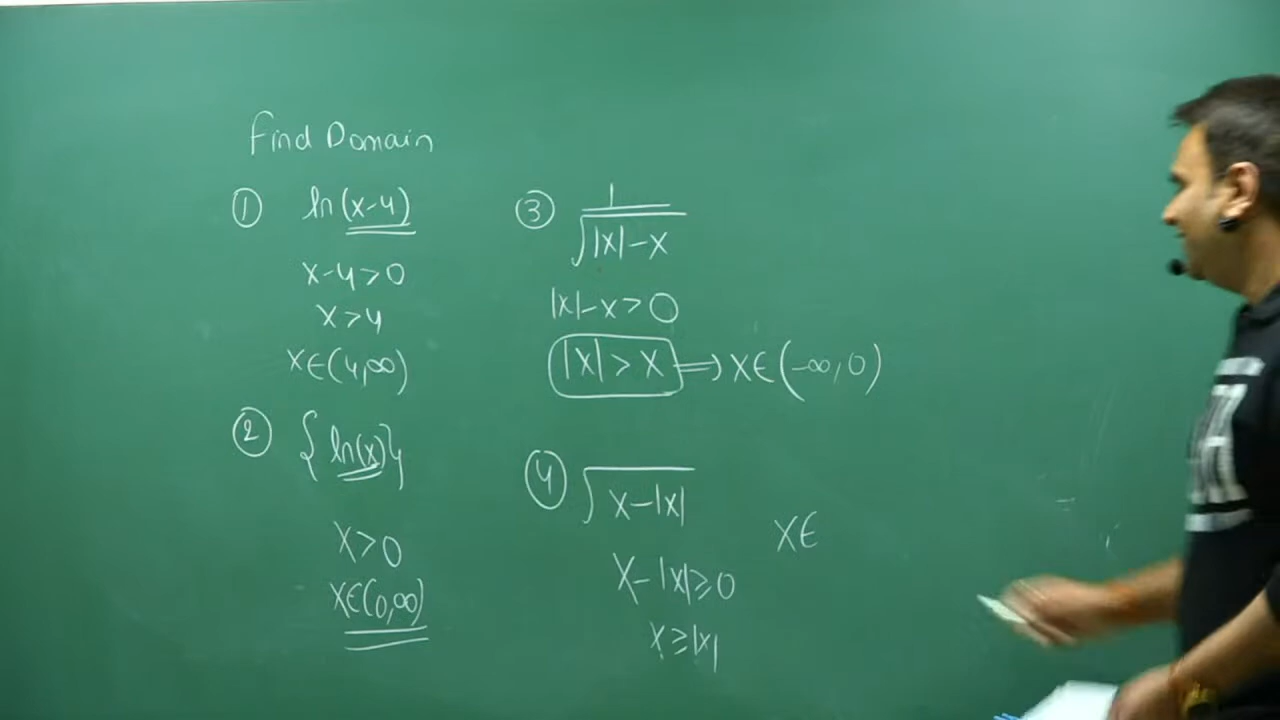 Find Domain
① ln(x-4)
x-4>0
x>4
x∈(4,∞)
② {ln(x)}
x>0
x∈(0,∞)
③ 1/√(|x|-x)
|x|-x>0
|x|>x ⟹ x∈(-∞,0)
④ √(x-|x|)
x-|x|≥0
x≥|x|
x∈